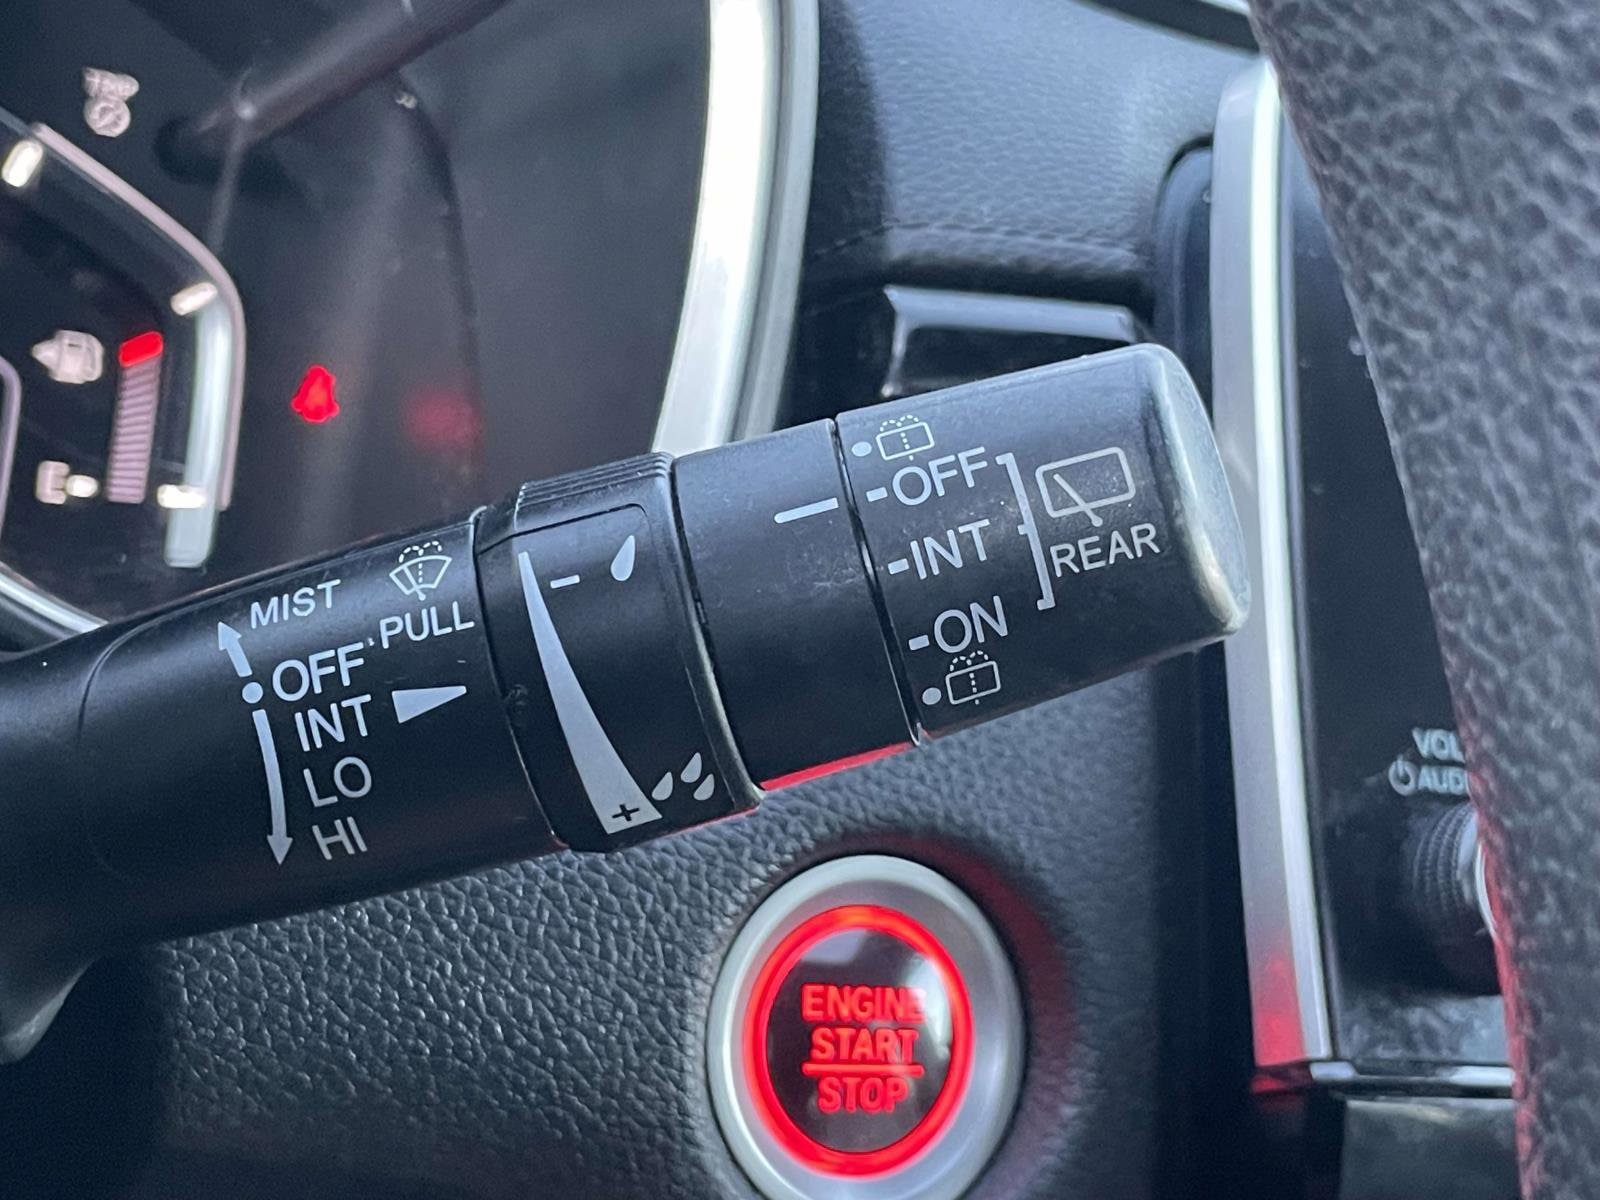 MIST
PULL
OFF
INT
LO
HI
-
+
OFF
INT
ON
REAR
ENGINE
START
STOP